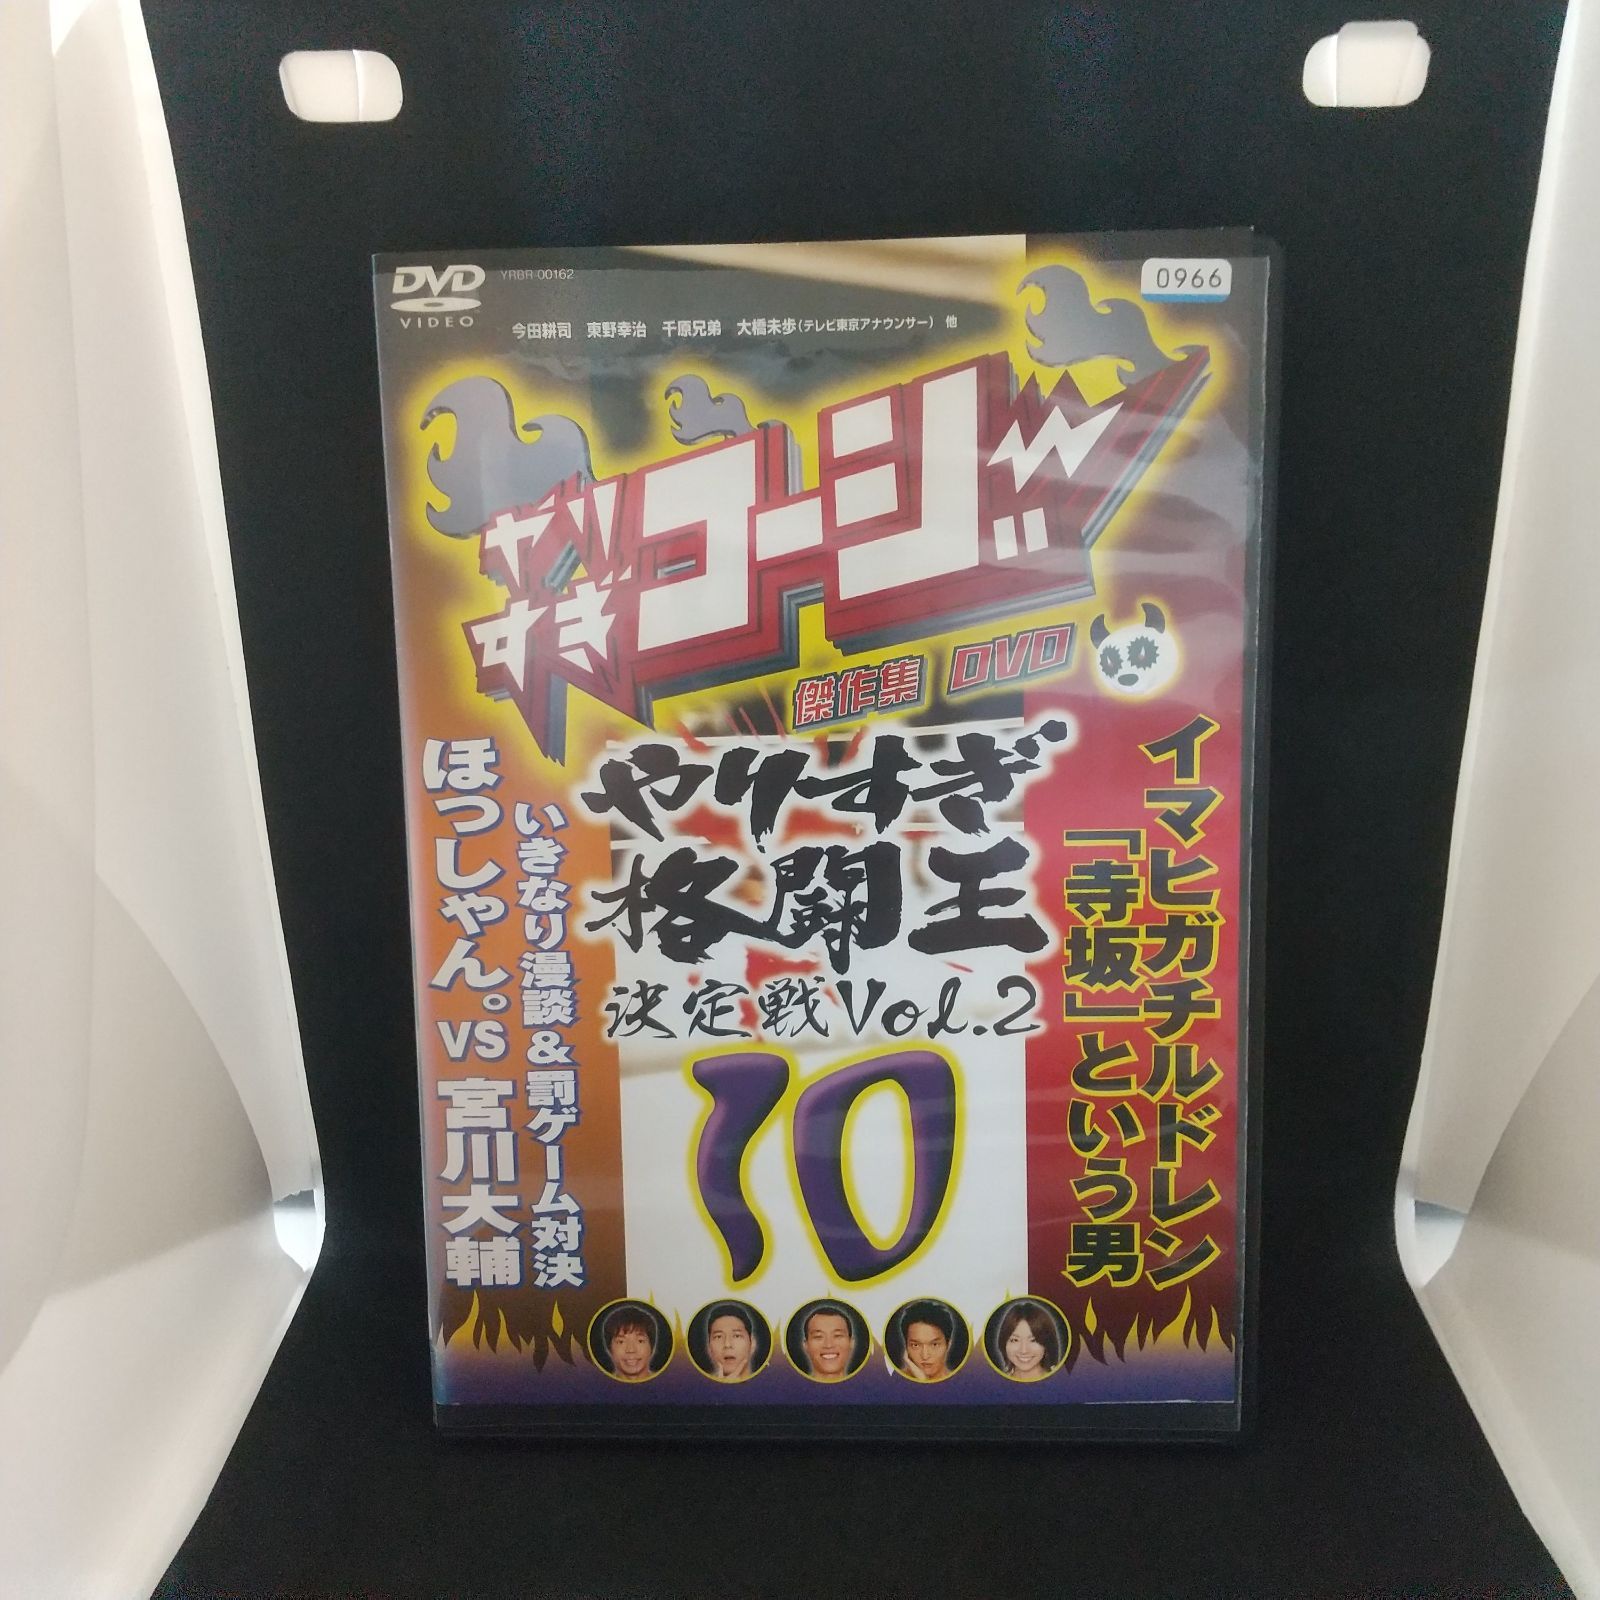 DVD
VIDEO
YRBR-00162
0966
今田耕司　東野幸治　千原兄弟　大橋未歩(テレビ東京アナウンサー)　他
やりすぎコージー
傑作集 DVD
イマヒガチルドレン
「寺坂」という男
やりすぎ
格闘王
決定戦Vol.2
10
いきなり漫談&罰ゲーム対決
ほっしゃん。VS 宮川大輔